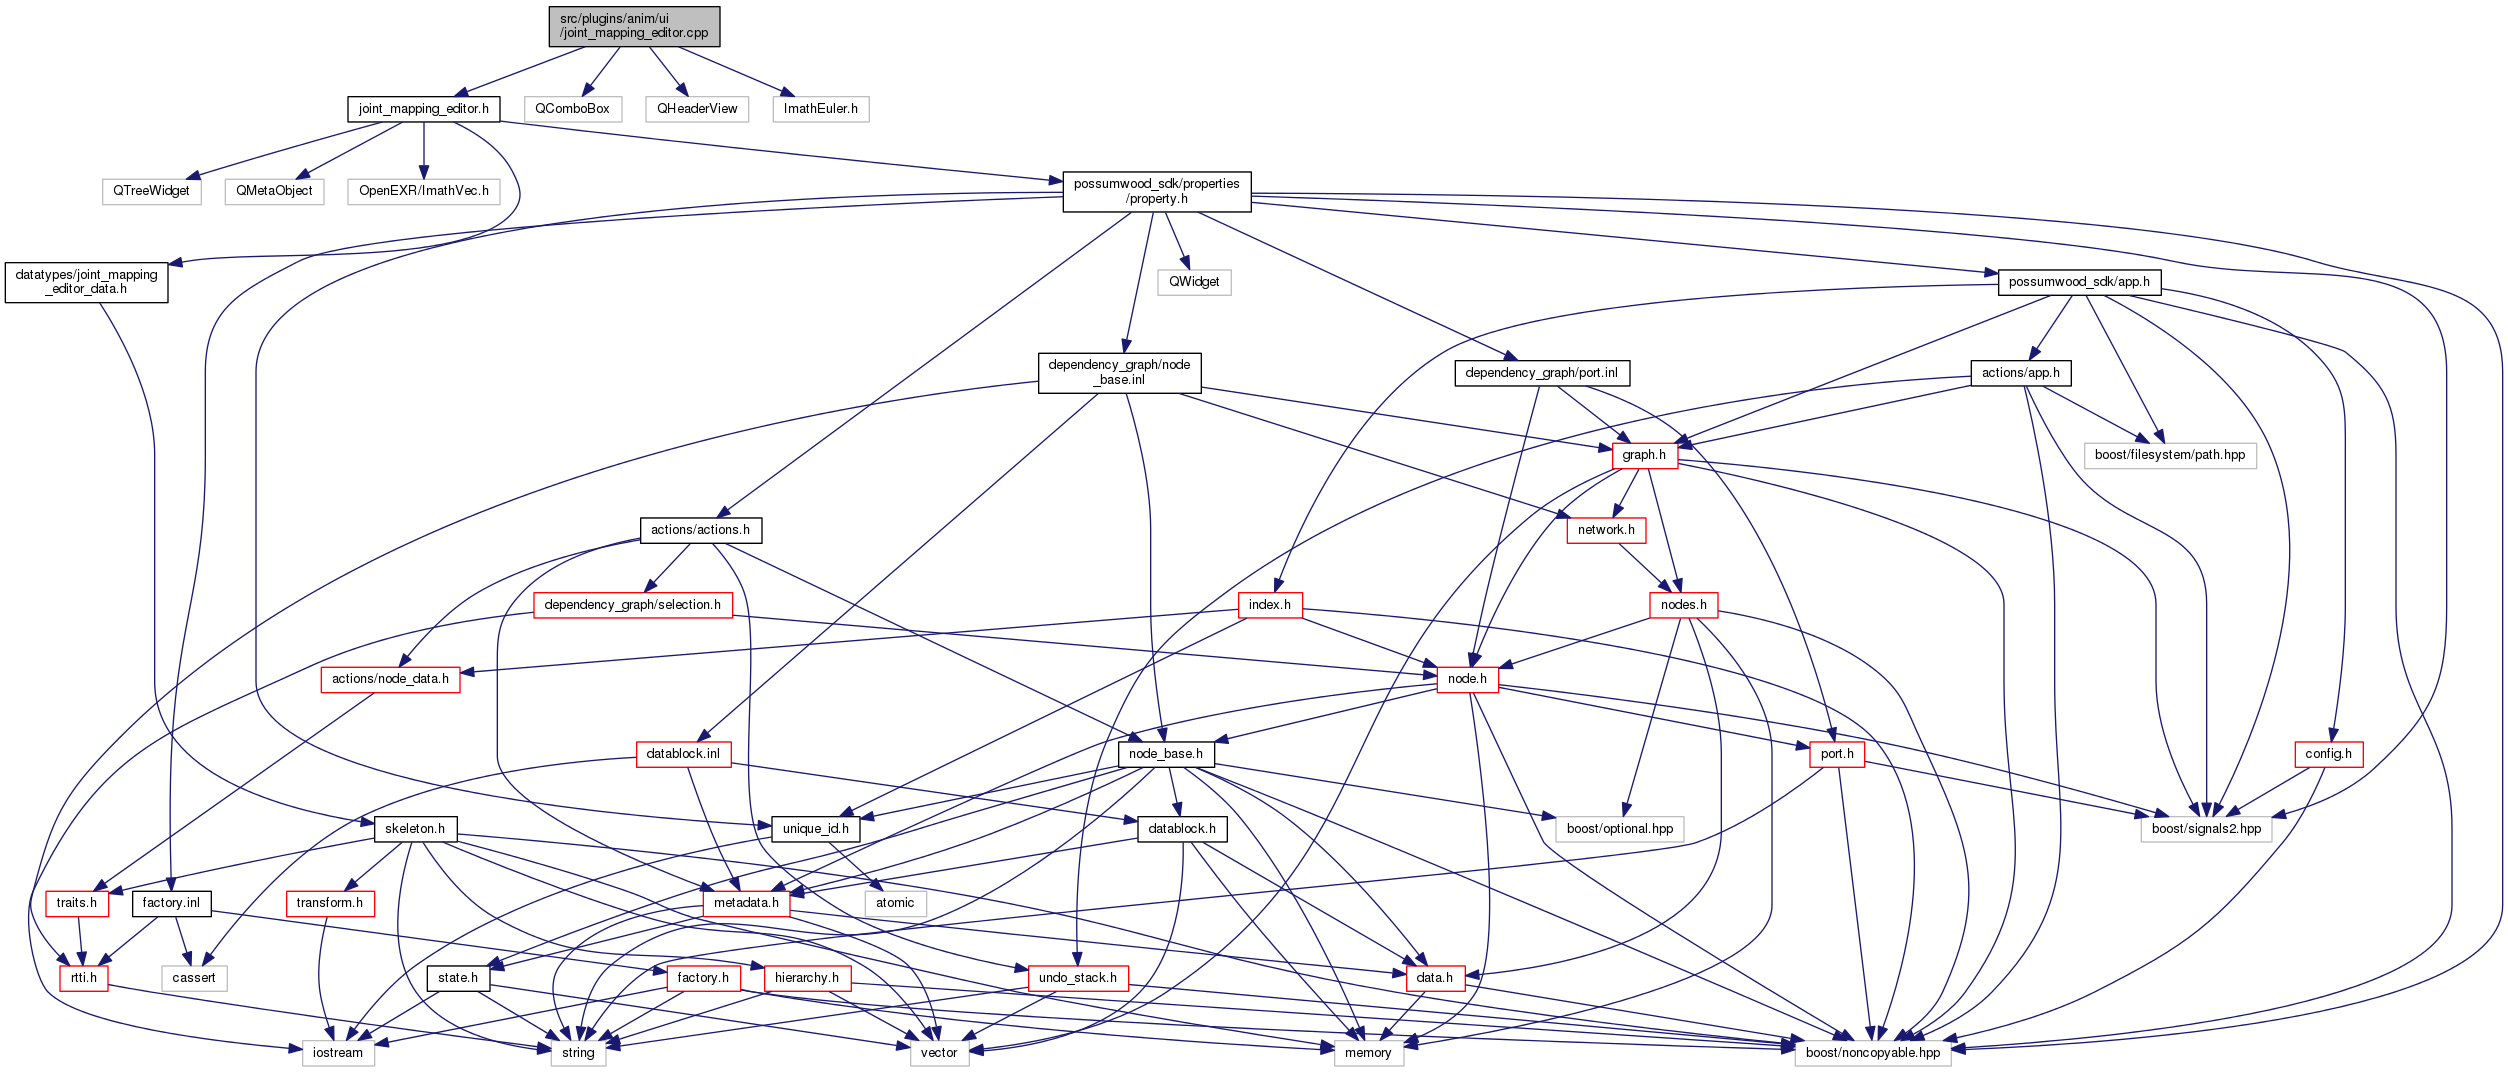 src/plugins/anim/ui
/joint_mapping_editor.cpp
joint_mapping_editor.h
QComboBox
QHeaderView
ImathEuler.h
QTreeWidget
QMetaObject
OpenEXR/ImathVec.h
possumwood_sdk/properties
/property.h
datatypes/joint_mapping
_editor_data.h
QWidget
possumwood_sdk/app.h
dependency_graph/node
_base.inl
dependency_graph/port.inl
actions/app.h
graph.h
boost/filesystem/path.hpp
actions/actions.h
network.h
dependency_graph/selection.h
index.h
nodes.h
actions/node_data.h
node.h
datablock.inl
node_base.h
port.h
config.h
skeleton.h
unique_id.h
datablock.h
boost/optional.hpp
boost/signals2.hpp
traits.h
factory.inl
transform.h
metadata.h
atomic
rtti.h
cassert
state.h
factory.h
hierarchy.h
undo_stack.h
data.h
iostream
string
vector
memory
boost/noncopyable.hpp